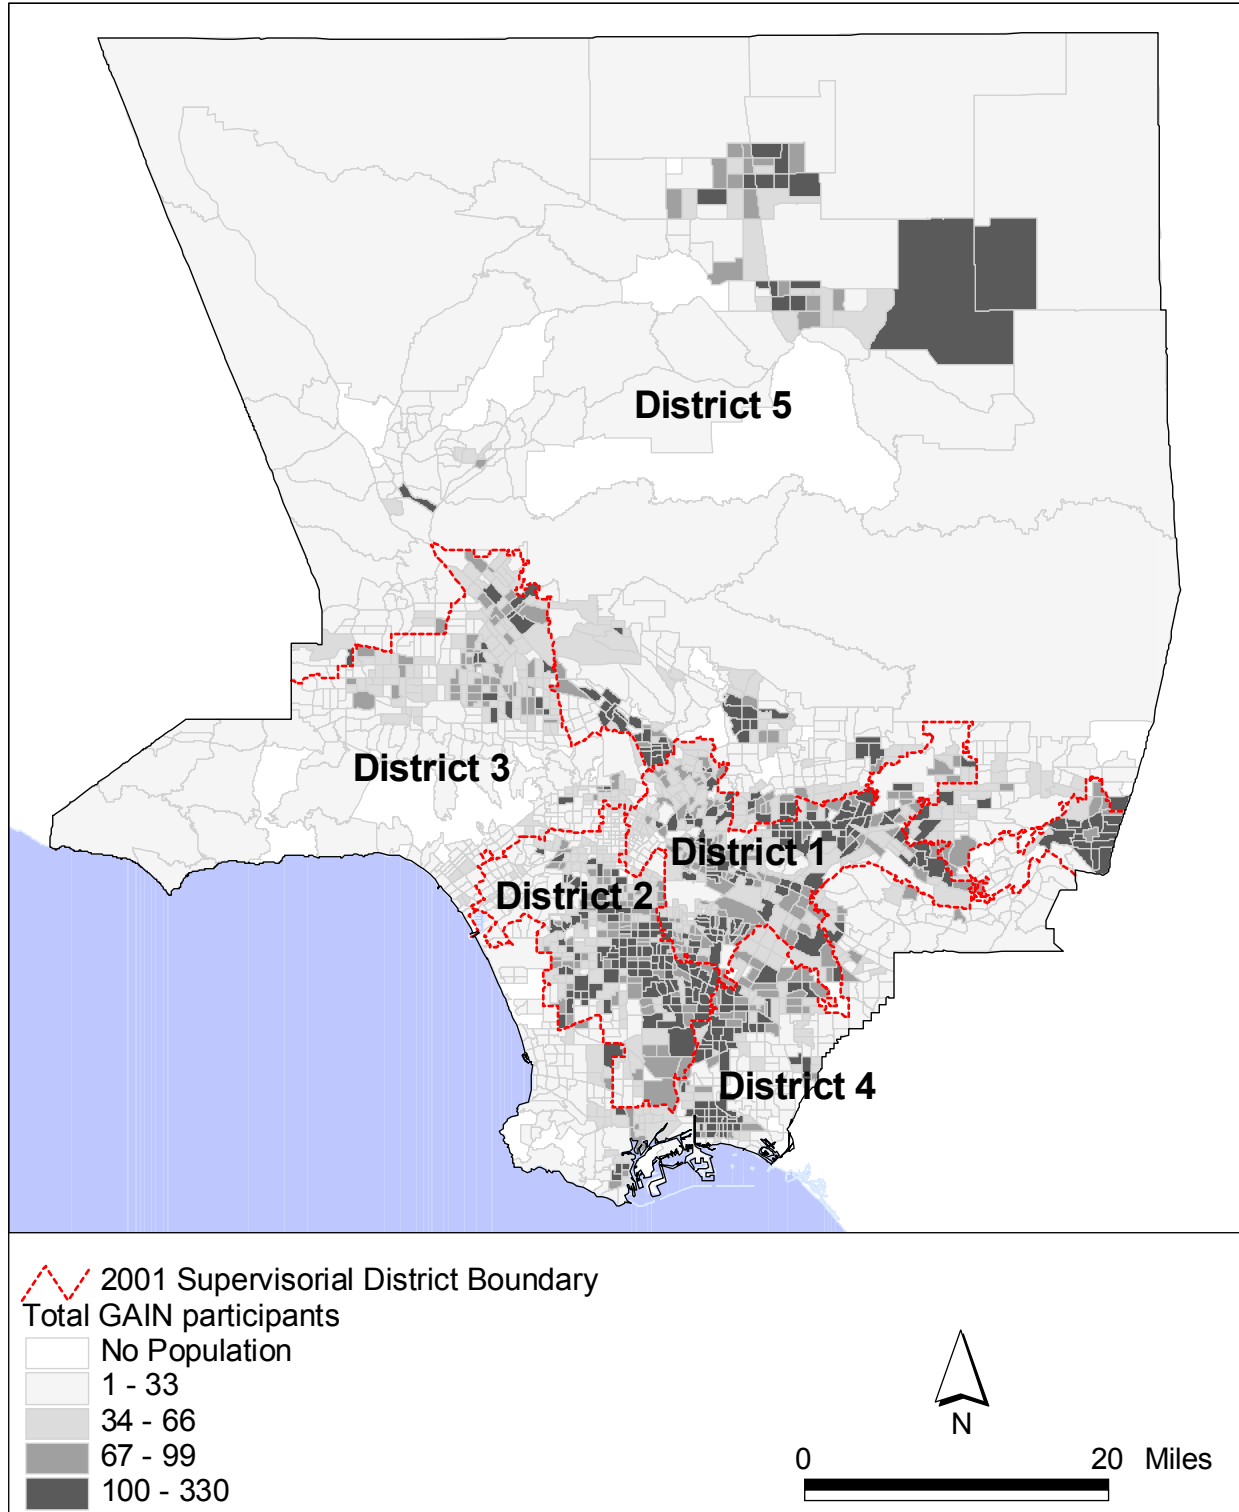 District 5
District 3
District 1
District 2
District 4
2001 Supervisorial District Boundary
Total GAIN participants
No Population
1 - 33
34 - 66
67 - 99
100 - 330
N
0 20 Miles